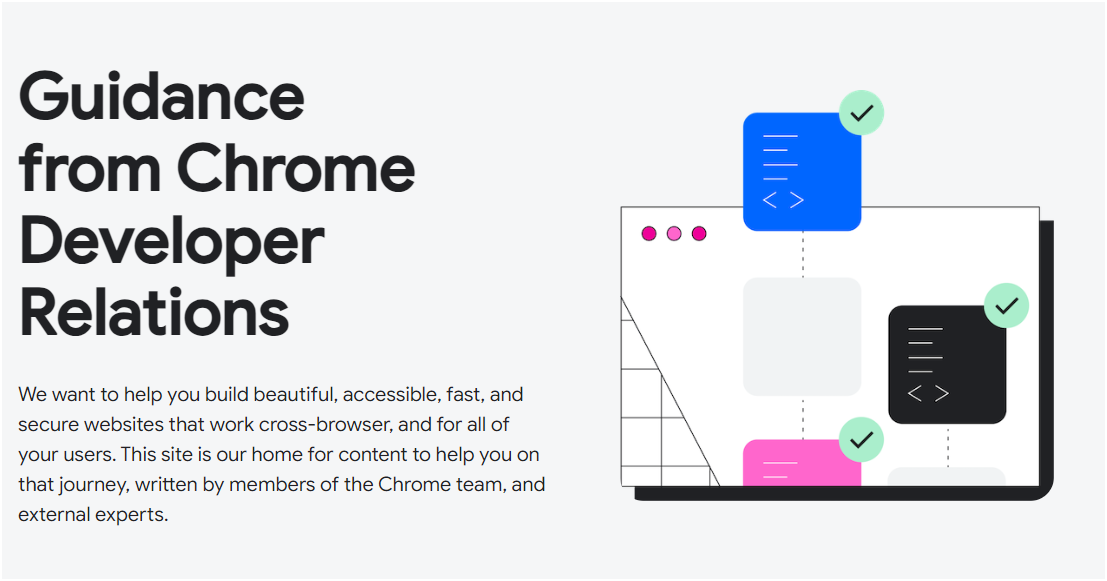 Guidance
from Chrome
Developer
Relations
We want to help you build beautiful, accessible, fast, and
secure websites that work cross-browser, and for all of
your users. This site is our home for content to help you on
that journey, written by members of the Chrome team, and
external experts.